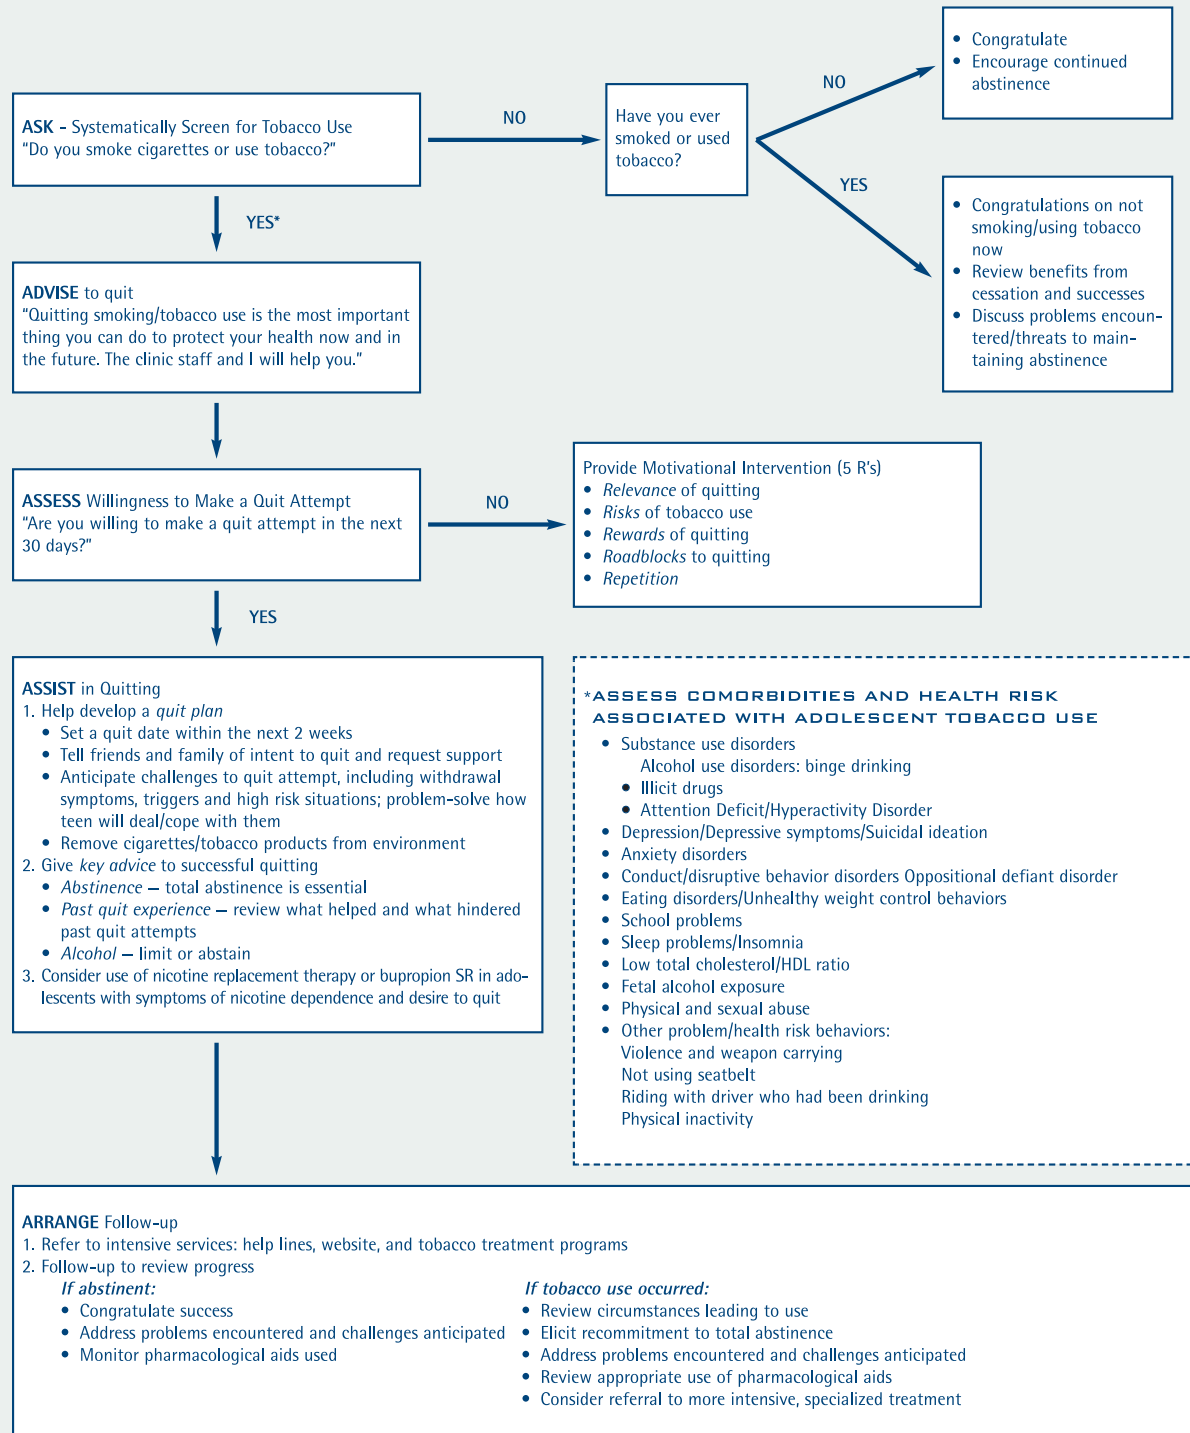 ASK - Systematically Screen for Tobacco Use
“Do you smoke cigarettes or use tobacco?”
NO
Have you ever
smoked or used
tobacco?
NO
• Congratulate
• Encourage continued
abstinence
YES
• Congratulations on not
smoking/using tobacco
now
• Review benefits from
cessation and successes
• Discuss problems encoun-
tered/threats to main-
taining abstinence
YES*
ADVISE to quit
“Quitting smoking/tobacco use is the most important
thing you can do to protect your health now and in
the future. The clinic staff and I will help you.”
ASSESS Willingness to Make a Quit Attempt
“Are you willing to make a quit attempt in the next
30 days?”
NO
Provide Motivational Intervention (5 R's)
• Relevance of quitting
• Risks of tobacco use
• Rewards of quitting
• Roadblocks to quitting
• Repetition
YES
ASSIST in Quitting
1. Help develop a quit plan
• Set a quit date within the next 2 weeks
• Tell friends and family of intent to quit and request support
• Anticipate challenges to quit attempt, including withdrawal
symptoms, triggers and high risk situations; problem-solve how
teen will deal/cope with them
• Remove cigarettes/tobacco products from environment
2. Give key advice to successful quitting
• Abstinence — total abstinence is essential
• Past quit experience — review what helped and what hindered
past quit attempts
• Alcohol — limit or abstain
3. Consider use of nicotine replacement therapy or bupropion SR in ado-
lescents with symptoms of nicotine dependence and desire to quit
*ASSESS COMORBIDITIES AND HEALTH RISK
ASSOCIATED WITH ADOLESCENT TOBACCO USE
• Substance use disorders
Alcohol use disorders: binge drinking
• Illicit drugs
• Attention Deficit/Hyperactivity Disorder
• Depression/Depressive symptoms/Suicidal ideation
• Anxiety disorders
• Conduct/disruptive behavior disorders Oppositional defiant disorder
• Eating disorders/Unhealthy weight control behaviors
• School problems
• Sleep problems/Insomnia
• Low total cholesterol/HDL ratio
• Fetal alcohol exposure
• Physical and sexual abuse
• Other problem/health risk behaviors:
Violence and weapon carrying
Not using seatbelt
Riding with driver who had been drinking
Physical inactivity
ARRANGE Follow-up
1. Refer to intensive services: help lines, website, and tobacco treatment programs
2. Follow-up to review progress
If abstinent:
• Congratulate success
• Address problems encountered and challenges anticipated
• Monitor pharmacological aids used
If tobacco use occurred:
• Review circumstances leading to use
• Elicit recommitment to total abstinence
• Address problems encountered and challenges anticipated
• Review appropriate use of pharmacological aids
• Consider referral to more intensive, specialized treatment